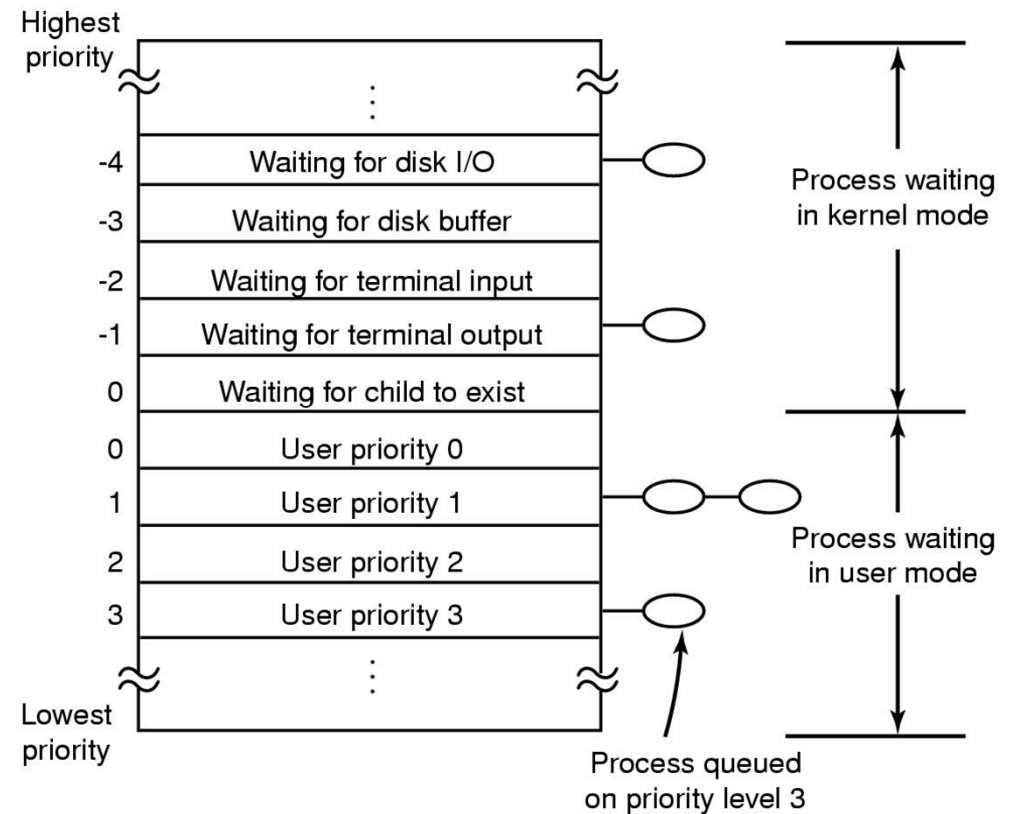 Highest
priority
⋮
-4 Waiting for disk I/O
-3 Waiting for disk buffer
-2 Waiting for terminal input
-1 Waiting for terminal output
0 Waiting for child to exist
0 User priority 0
1 User priority 1
2 User priority 2
3 User priority 3
⋮
Lowest
priority
Process waiting
in kernel mode
Process waiting
in user mode
Process queued
on priority level 3